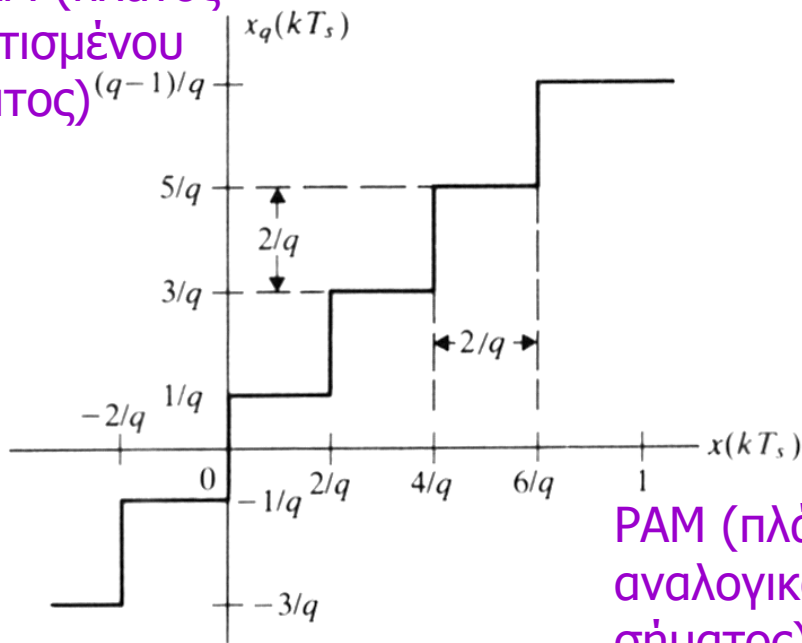 x_q(kT_s)
τισμένου
(q−1)/q
5/q
2/q
3/q
2/q
1/q
−2/q
x(kT_s)
0
2/q
4/q
6/q
1
−1/q
−3/q
PAM (πλά
αναλογικ
σήματος)